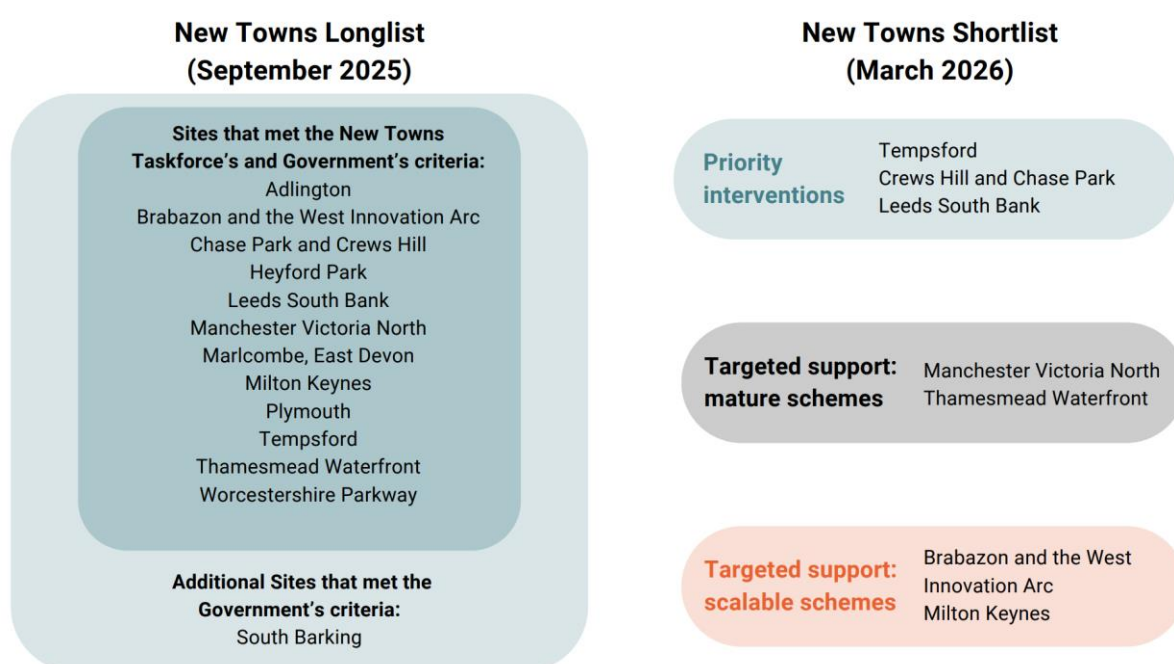 New Towns Longlist
(September 2025)
Sites that met the New Towns
Taskforce's and Government's criteria:
Adlington
Brabazon and the West Innovation Arc
Chase Park and Crews Hill
Heyford Park
Leeds South Bank
Manchester Victoria North
Marlcombe, East Devon
Milton Keynes
Plymouth
Tempsford
Thamesmead Waterfront
Worcestershire Parkway
Additional Sites that met the
Government's criteria:
South Barking
New Towns Shortlist
(March 2026)
Priority
interventions
Tempsford
Crews Hill and Chase Park
Leeds South Bank
Targeted support:
mature schemes
Manchester Victoria North
Thamesmead Waterfront
Targeted support:
scalable schemes
Brabazon and the West
Innovation Arc
Milton Keynes